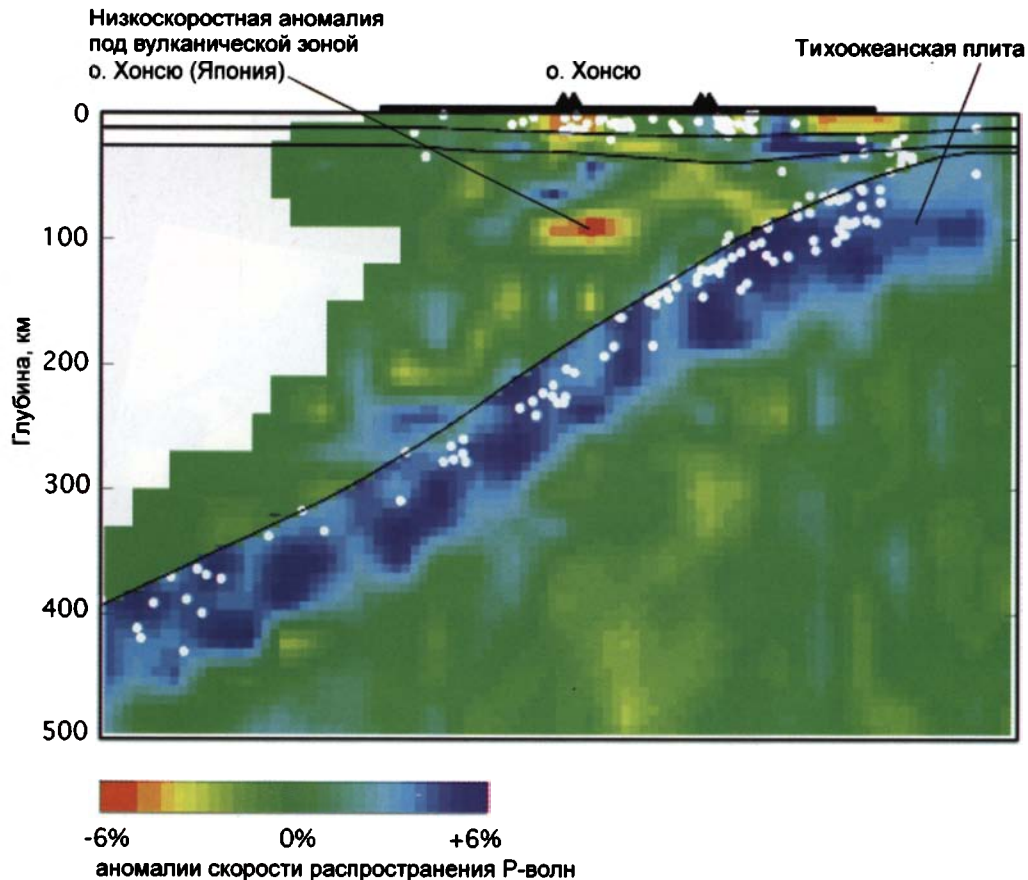 Низкоскоростная аномалия
под вулканической зоной
о. Хонсю (Япония)
о. Хонсю
Тихоокеанская плита
0
100
200
300
400
500
Глубина, км
-6%
0%
+6%
аномалии скорости распространения Р-волн